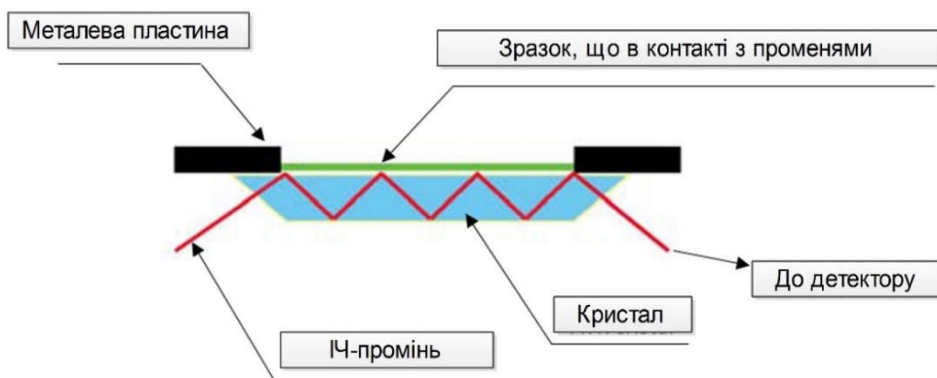 Металева пластина
Зразок, що в контакті з променями
До детектору
Кристал
ІЧ-промінь